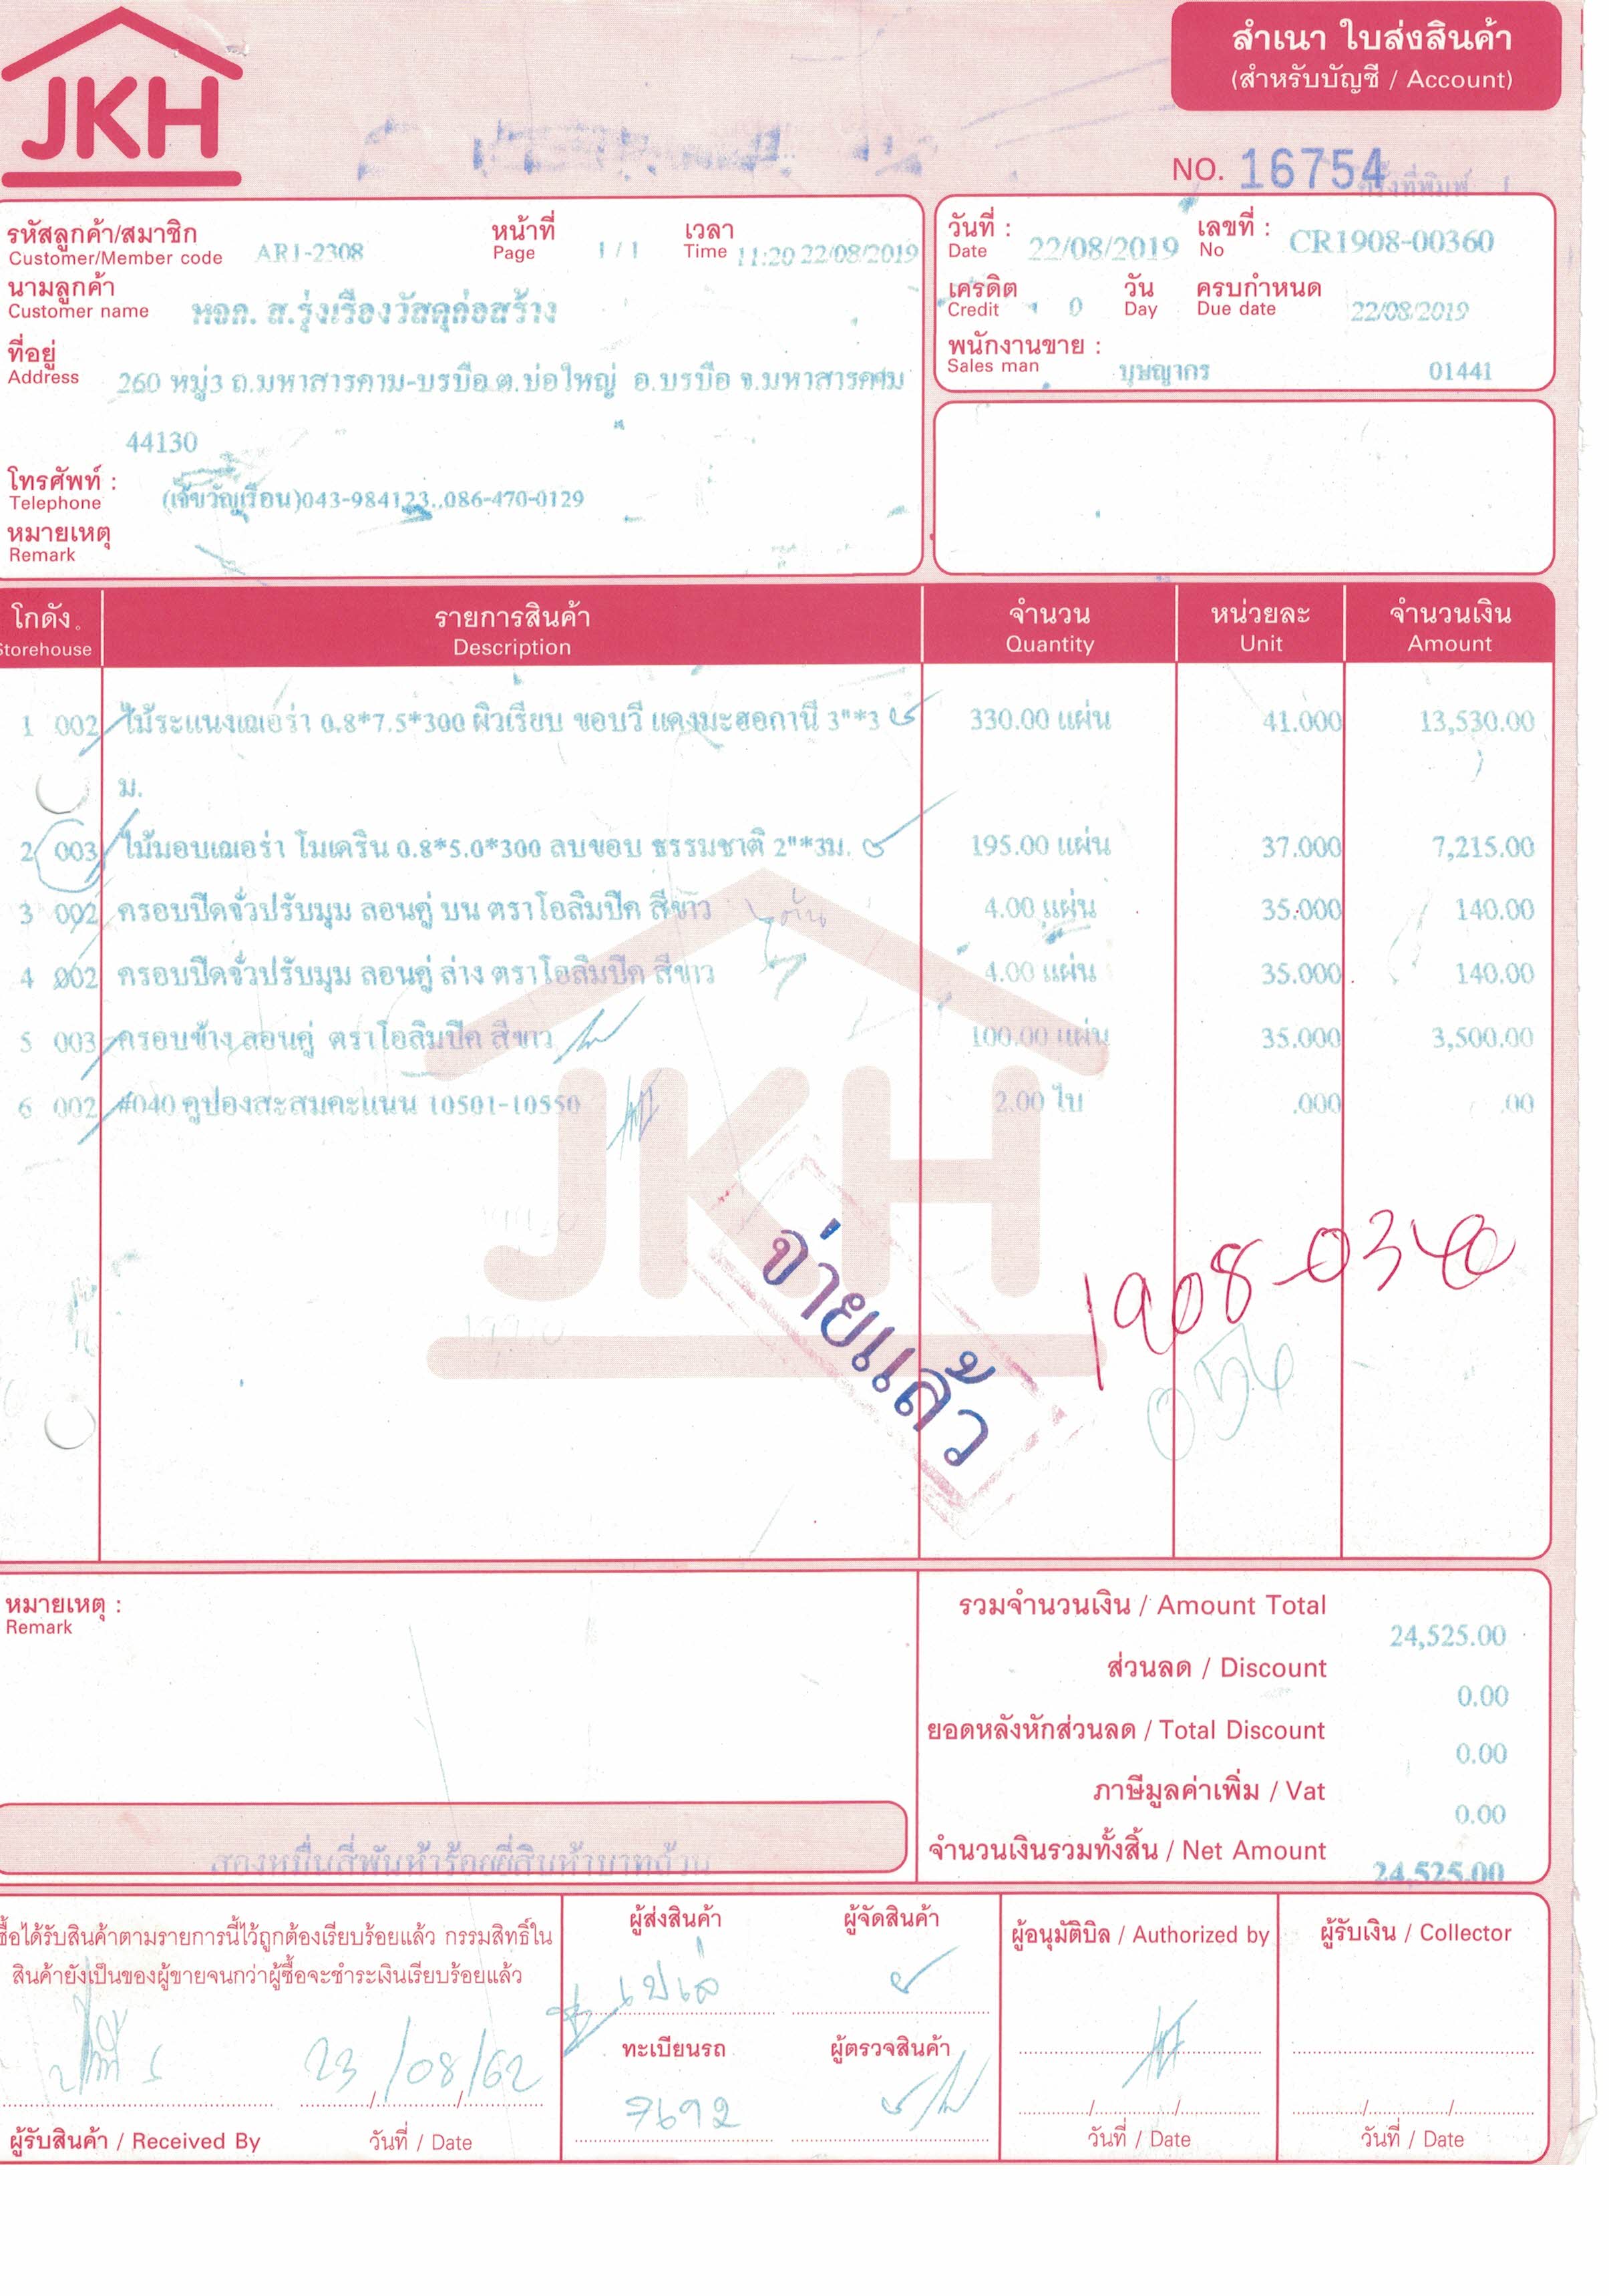 JKH
สำเนา ใบส่งสินค้า
(สำหรับบัญชี / Account)
NO. 16754
ครั้งที่พิมพ์ 1
รหัสลูกค้า/สมาชิก AR1-2308 หน้าที่ 1 / 1 เวลา 11:20 22/08/2019
Customer/Member code Page Time
นามลูกค้า หจก. ส.รุ่งเรืองวัสดุก่อสร้าง
Customer name
ที่อยู่ 260 หมู่3 ถ.มหาสารคาม-บรบือ ต.บ่อใหญ่ อ.บรบือ จ.มหาสารคาม
Address
44130
โทรศัพท์ : (เจ๊ขวัญเรือน)043-984123,.086-470-0129
Telephone
หมายเหตุ
Remark
วันที่ : 22/08/2019 เลขที่ : CR1908-00360
Date No
เครดิต 0 วัน ครบกำหนด 22/08/2019
Credit Day Due date
พนักงานขาย : บุษญากร 01441
Sales man
โกดัง รายการสินค้า จำนวน หน่วยละ จำนวนเงิน
Storehouse Description Quantity Unit Amount
1 002 ไม้ระแนงเฌอร่า 0.8*7.5*300 ผิวเรียบ ขอบวี แดงมะฮอกกานี 3"*3 330.00 แผ่น 41.000 13,530.00
ม.
2 003 ไม้มอบเฌอร่า โมเดริน 0.8*5.0*300 ลบขอบ ธรรมชาติ 2"*3ม. 195.00 แผ่น 37.000 7,215.00
3 002 ครอบปิดจั่วปรับมุม ลอนคู่ บน ตราโอลิมปิค สีขาว 4.00 แผ่น 35.000 140.00
4 002 ครอบปิดจั่วปรับมุม ลอนคู่ ล่าง ตราโอลิมปิค สีขาว 4.00 แผ่น 35.000 140.00
5 003 ครอบข้าง ลอนคู่ ตราโอลิมปิค สีขาว 100.00 แผ่น 35.000 3,500.00
6 002 #040 คูปองสะสมคะแนน 10501-10550 2.00 ใบ .000 .00
JKH
จ่ายแล้ว
1908-0340
056
หมายเหตุ :
Remark
รวมจำนวนเงิน / Amount Total 24,525.00
ส่วนลด / Discount 0.00
ยอดหลังหักส่วนลด / Total Discount 0.00
ภาษีมูลค่าเพิ่ม / Vat 0.00
จำนวนเงินรวมทั้งสิ้น / Net Amount 24,525.00
สองหมื่นสี่พันห้าร้อยยี่สิบห้าบาทถ้วน
ซื้อได้รับสินค้าตามรายการนี้ไว้ถูกต้องเรียบร้อยแล้ว กรรมสิทธิ์ใน
สินค้ายังเป็นของผู้ขายจนกว่าผู้ซื้อจะชำระเงินเรียบร้อยแล้ว
23/08/62
ผู้รับสินค้า / Received By วันที่ / Date
ผู้ส่งสินค้า ผู้จัดสินค้า
เปเล่
ทะเบียนรถ ผู้ตรวจสินค้า
7692
ผู้อนุมัติบิล / Authorized by
วันที่ / Date
ผู้รับเงิน / Collector
วันที่ / Date